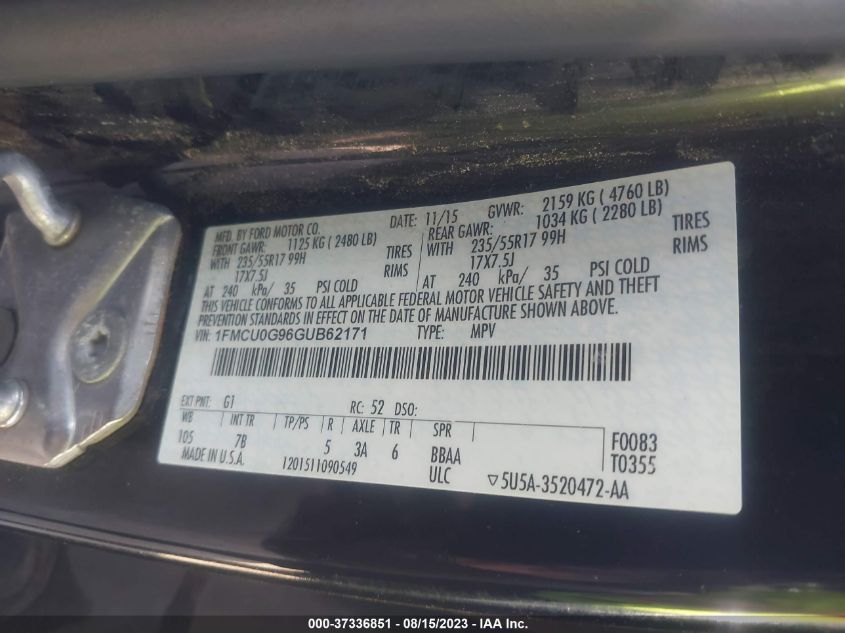 MFD. BY FORD MOTOR CO. DATE: 11/15 GVWR: 2159 KG ( 4760 LB)
FRONT GAWR: 1125 KG ( 2480 LB) REAR GAWR: 1034 KG ( 2280 LB)
WITH 235/55R17 99H TIRES WITH 235/55R17 99H TIRES
17X7.5J RIMS 17X7.5J RIMS
AT 240 kPa/ 35 PSI COLD AT 240 kPa/ 35 PSI COLD
THIS VEHICLE CONFORMS TO ALL APPLICABLE FEDERAL MOTOR VEHICLE SAFETY AND THEFT
PREVENTION STANDARDS IN EFFECT ON THE DATE OF MANUFACTURE SHOWN ABOVE.
VIN: 1FMCU0G96GUB62171 TYPE: MPV
EXT PNT: G1 RC: 52 DSO:
WB INT TR TP/PS R AXLE TR SPR
105 7B 5 3A 6 BBAA F0083
MADE IN U.S.A. 1201511090549 ULC T0355
▽5U5A-3520472-AA
000-37336851 - 08/15/2023 - IAA Inc.